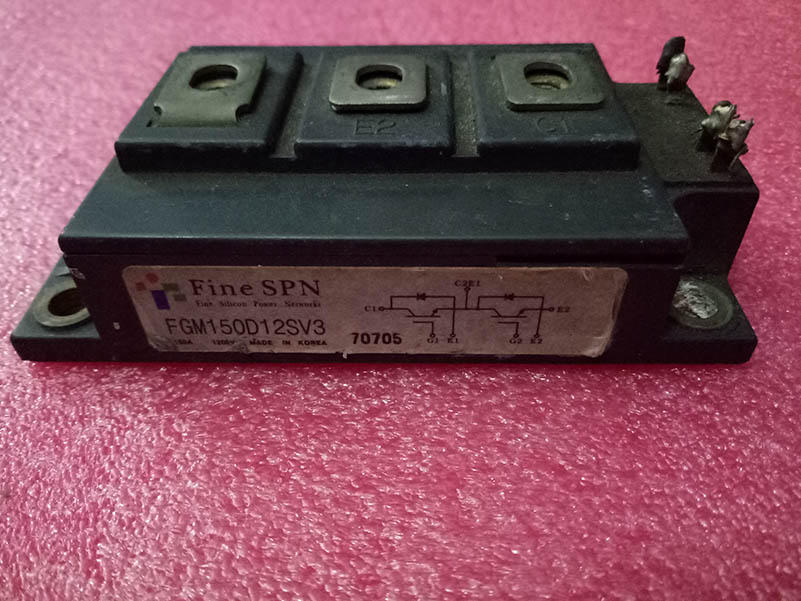 E2
C1
Fine SPN
Fine Silicon Power Networks
FGM150D12SV3
150A 1200V MADE IN KOREA
70705
C2E1
C1
E2
G1 E1
G2 E2